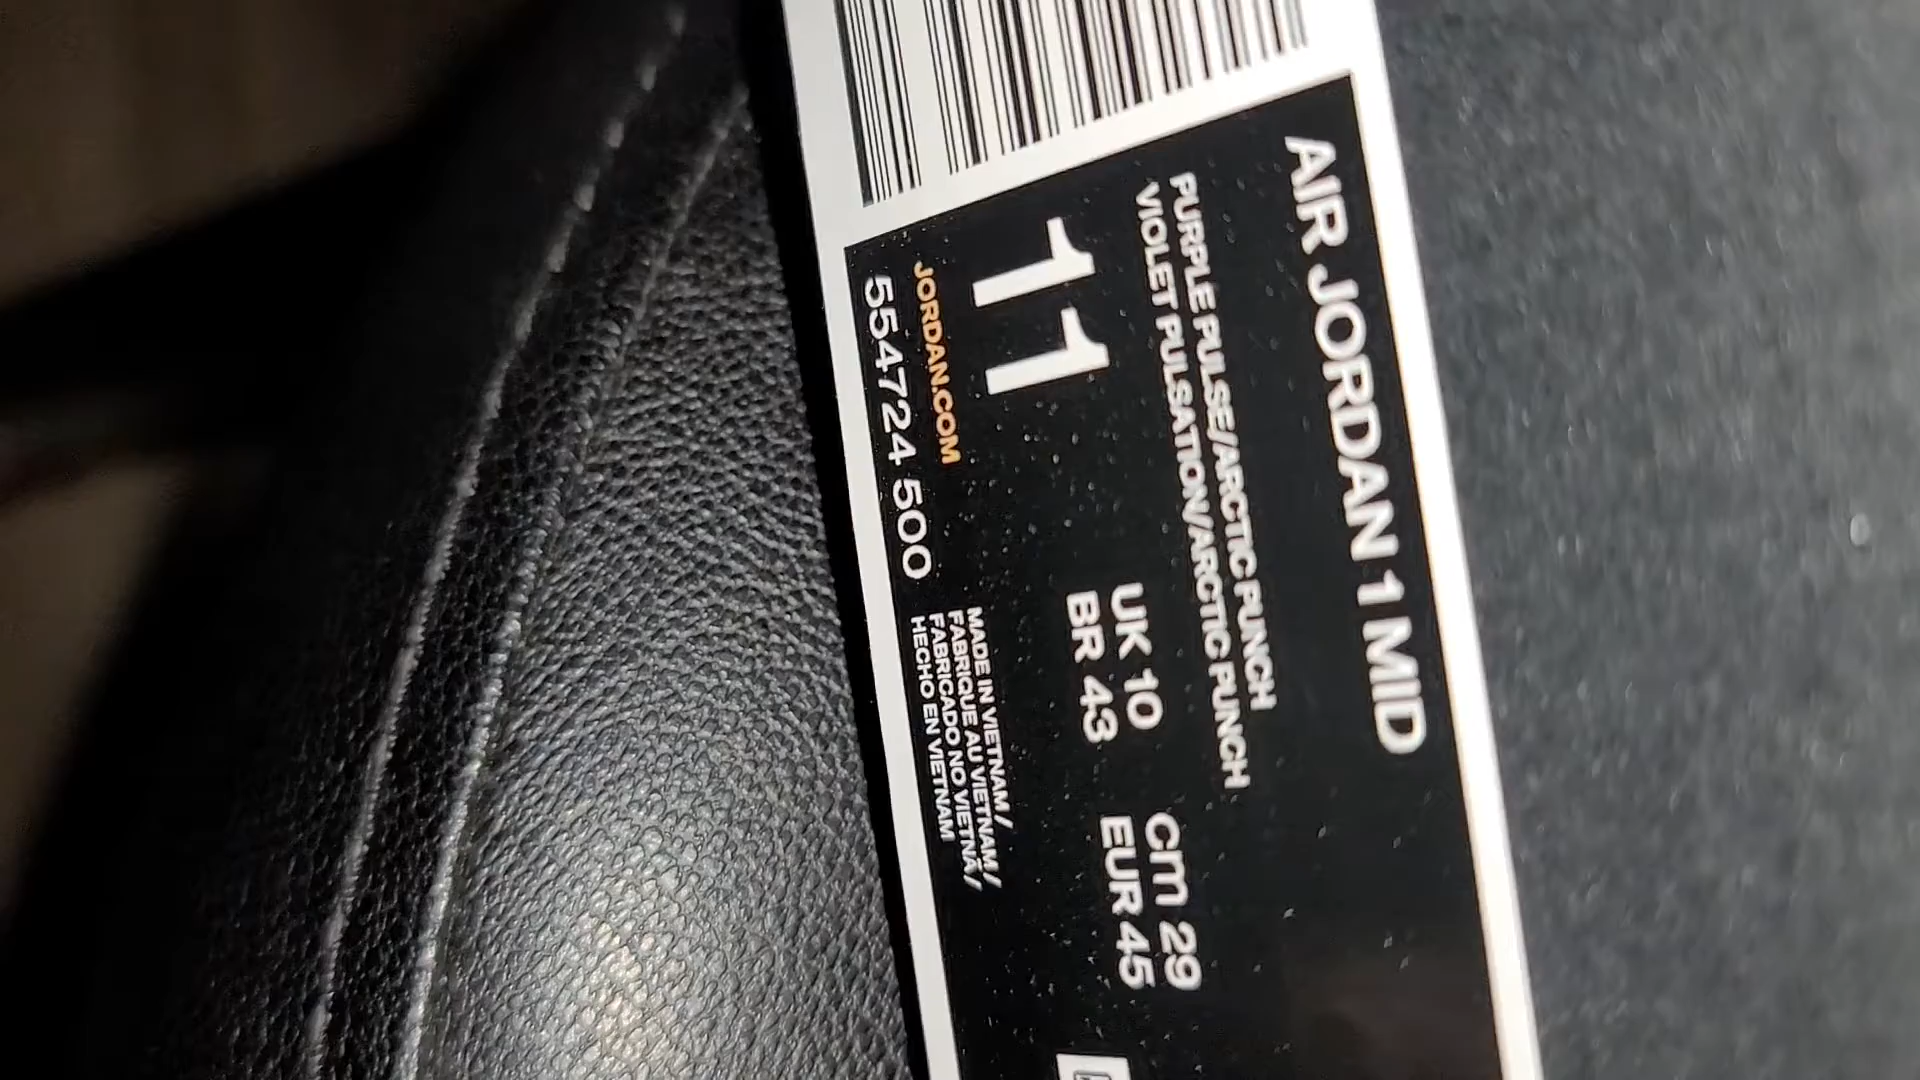 AIR JORDAN 1 MID
PURPLE PULSE/ARCTIC PUNCH
VIOLET PULSATION/ARCTIC PUNCH
11
UK 10
cm 29
BR 43
EUR 45
JORDAN.COM
554724 500
MADE IN VIETNAM/
FABRIQUE AU VIETNAM/
FABRICADO NO VIETNÃ/
HECHO EN VIETNAM